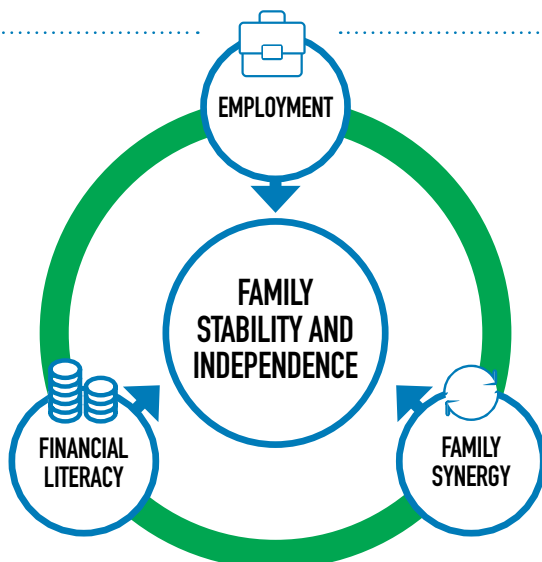 EMPLOYMENT
FAMILY
STABILITY AND
INDEPENDENCE
FINANCIAL
LITERACY
FAMILY
SYNERGY